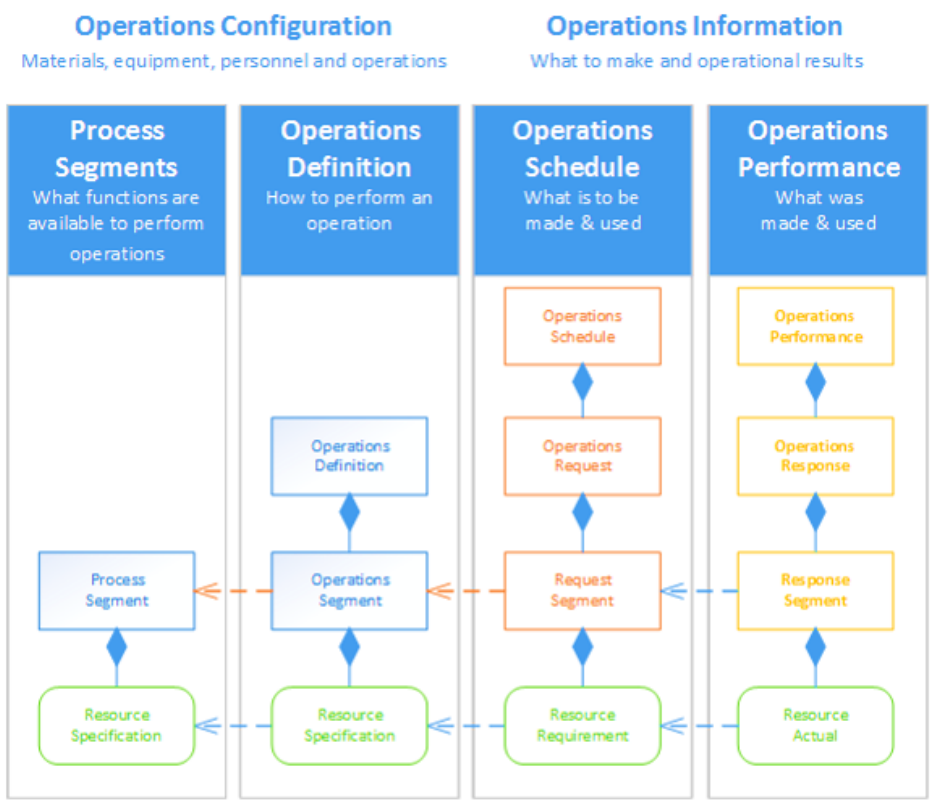 Operations Configuration
Materials, equipment, personnel and operations
Operations Information
What to make and operational results
Process
Segments
What functions are
available to perform
operations
Operations
Definition
How to perform an
operation
Operations
Schedule
What is to be
made & used
Operations
Performance
What was
made & used
Operations
Schedule
Operations
Performance
Operations
Definition
Operations
Request
Operations
Response
Process
Segment
Operations
Segment
Request
Segment
Response
Segment
Resource
Specification
Resource
Specification
Resource
Requirement
Resource
Actual